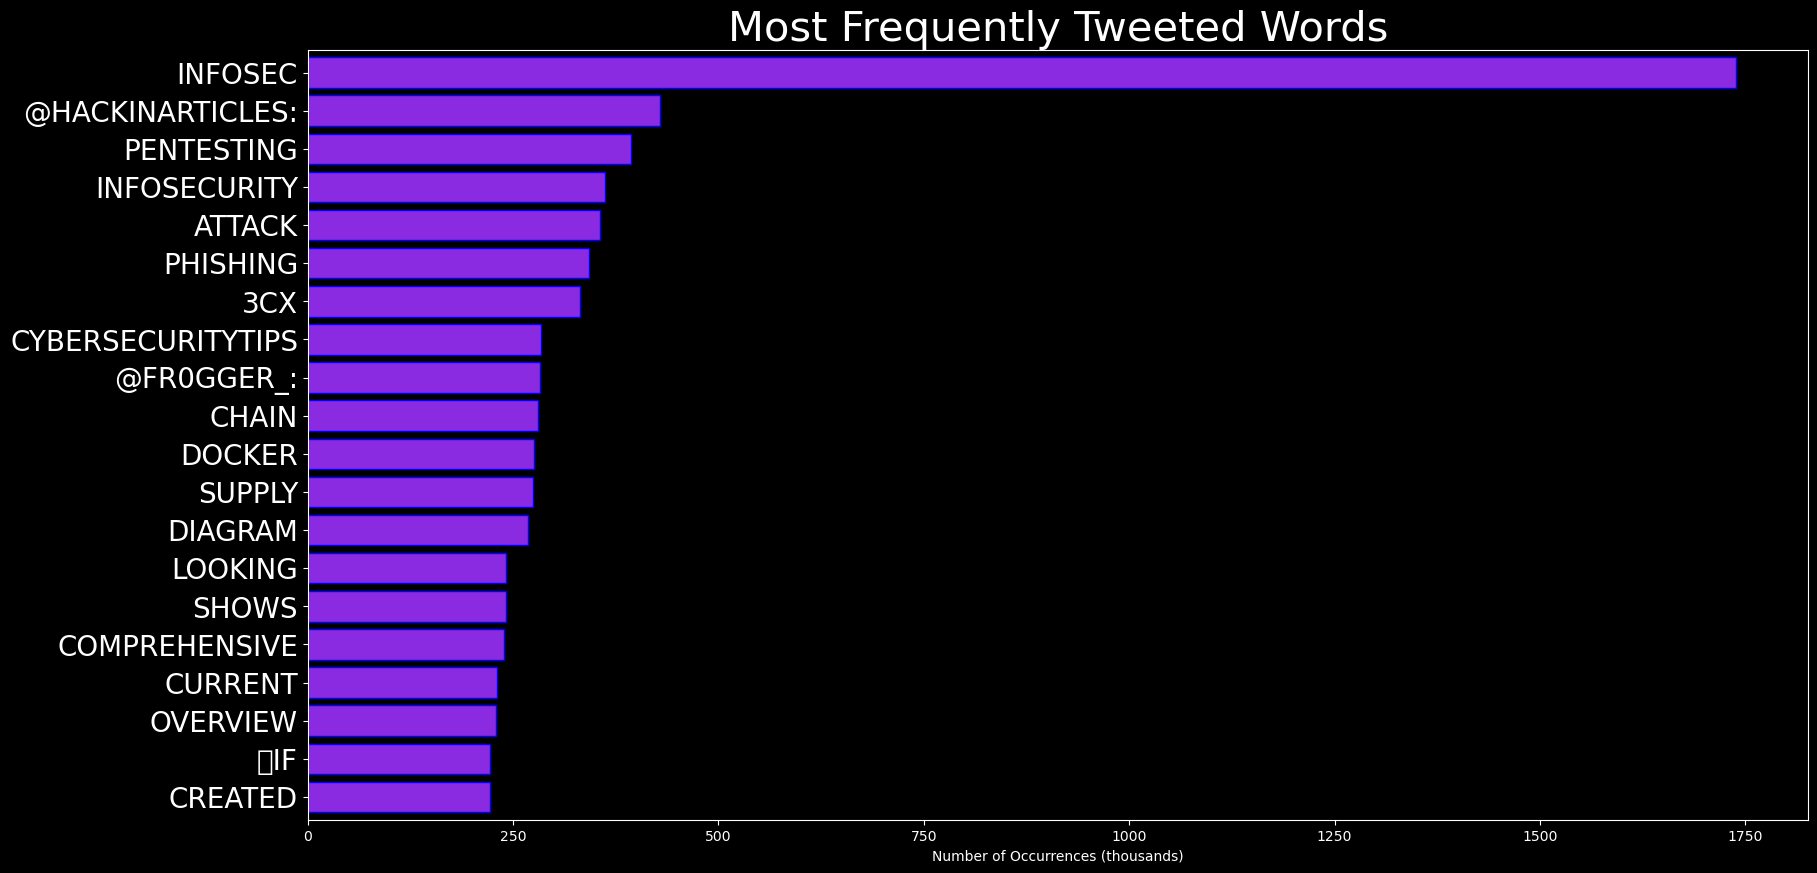 Most Frequently Tweeted Words
INFOSEC
@HACKINARTICLES:
PENTESTING
INFOSECURITY
ATTACK
PHISHING
3CX
CYBERSECURITYTIPS
@FR0GGER_:
CHAIN
DOCKER
SUPPLY
DIAGRAM
LOOKING
SHOWS
COMPREHENSIVE
CURRENT
OVERVIEW
▯IF
CREATED
0 250 500 750 1000 1250 1500 1750
Number of Occurrences (thousands)